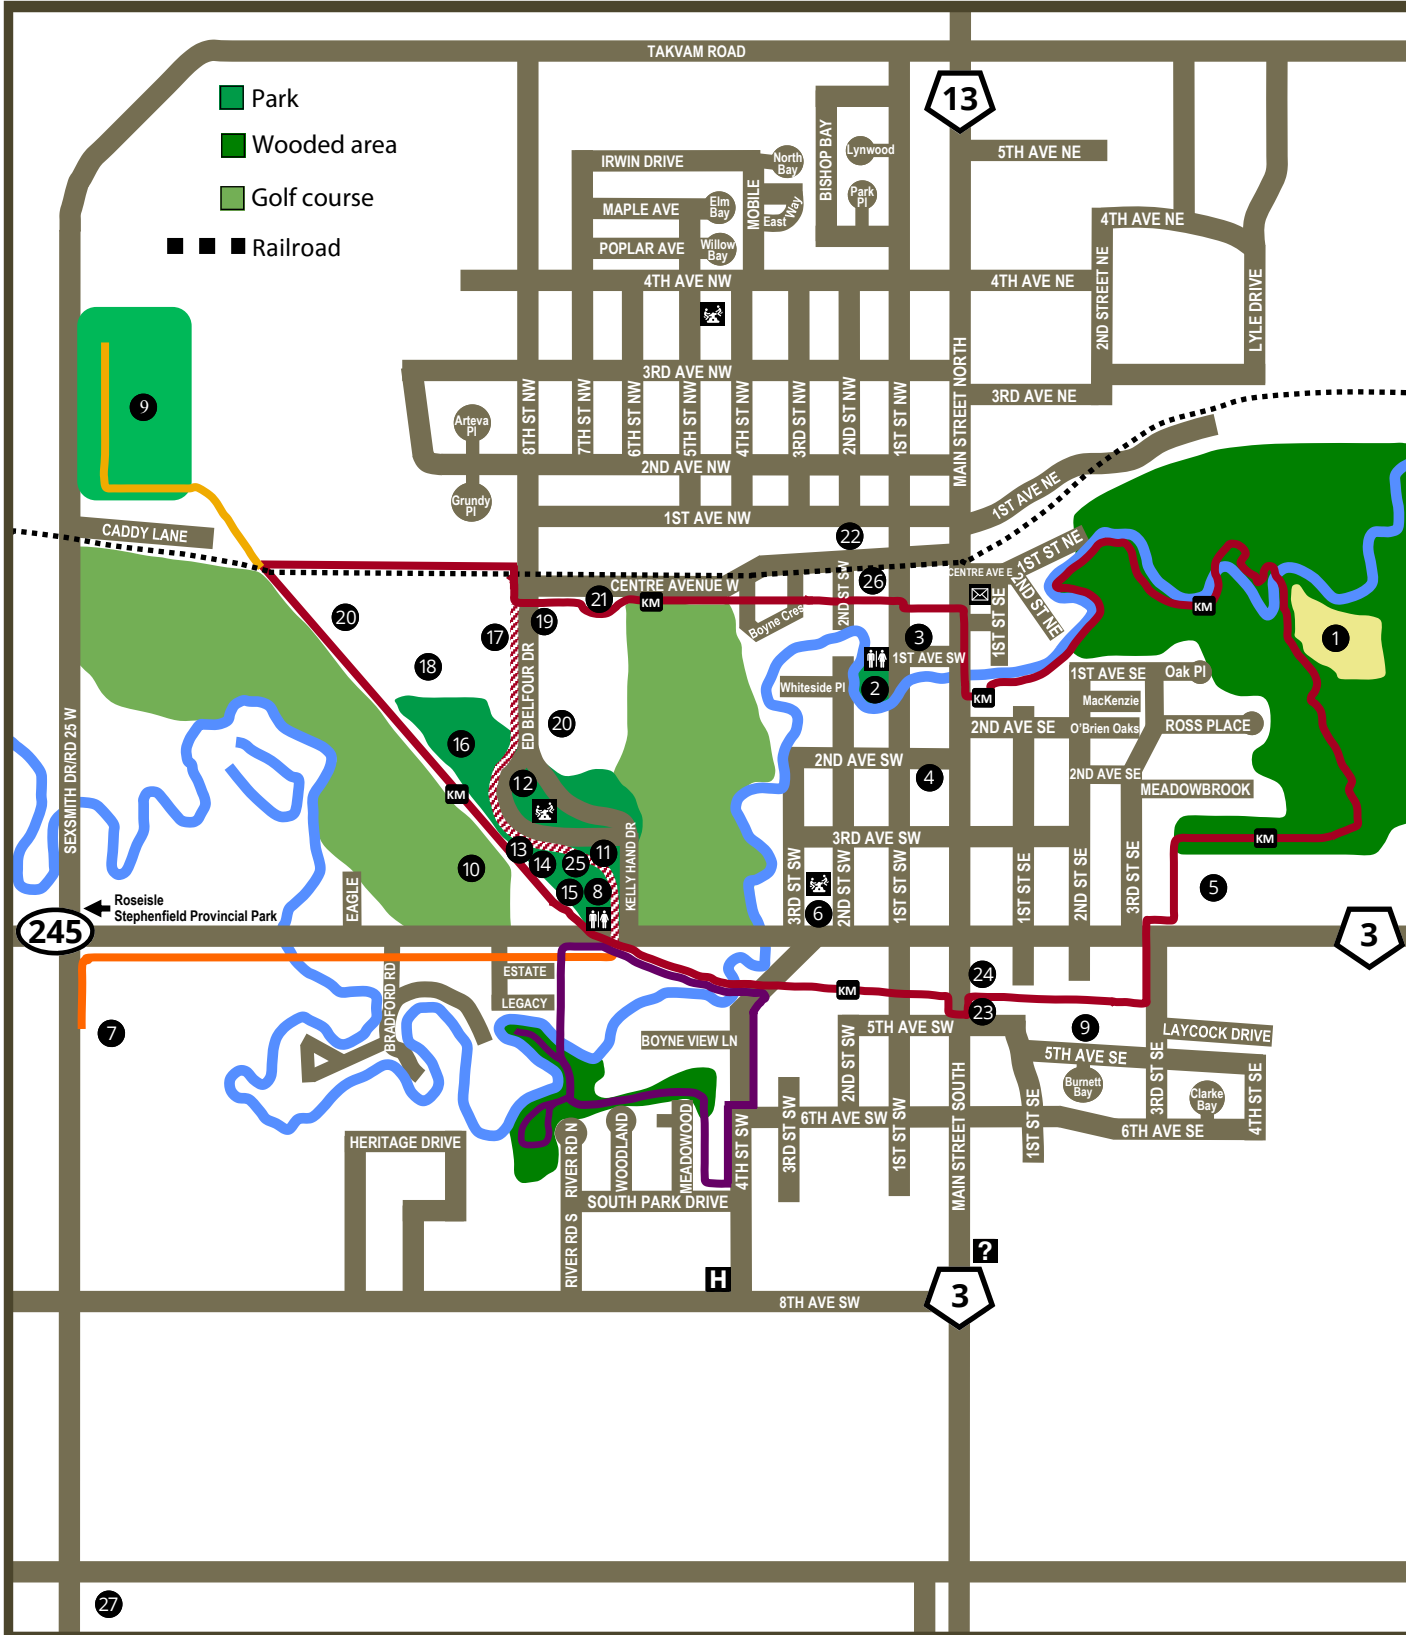 TAKVAM ROAD
13
Park
Wooded area
Golf course
Railroad
BISHOP BAY
Lynwood
Park
Pl
5TH AVE NE
IRWIN DRIVE
North
Bay
MAPLE AVE
Elm
Bay
MOBILE
East Way
POPLAR AVE
Willow
Bay
4TH AVE NE
4TH AVE NW
4TH AVE NE
2ND STREET NE
LYLE DRIVE
3RD AVE NW
3RD AVE NE
MAIN STREET NORTH
8TH ST NW
7TH ST NW
6TH ST NW
5TH ST NW
4TH ST NW
3RD ST NW
2ND ST NW
1ST ST NW
9
Arteva
Pl
2ND AVE NW
Grundy
Pl
1ST AVE NW
1ST AVE NE
CADDY LANE
22
CENTRE AVENUE W
26
2ND ST SW
CENTRE AVE E
1ST ST NE
2ND ST NE
1ST ST SE
21
KM
KM
20
17
19
Boyne Cres
3
1
18
1ST AVE SW
Whiteside Pl
2
KM
1ST AVE SE
Oak Pl
MacKenzie
ED BELFOUR DR
20
2ND AVE SE
O'Brien Oaks
ROSS PLACE
16
2ND AVE SW
4
2ND AVE SE
MEADOWBROOK
12
KM
SEXSMITH DR/RD 25 W
3RD AVE SW
KM
13
14
25
11
KELLY HAND DR
10
15
8
3RD ST SW
2ND ST SW
1ST ST SW
1ST ST SE
2ND ST SE
3RD ST SE
5
6
EAGLE
Roseisle
Stephenfield Provincial Park
245
3
ESTATE
LEGACY
BRADFORD RD
24
KM
23
7
9
BOYNE VIEW LN
5TH AVE SW
LAYCOCK DRIVE
5TH AVE SE
2ND ST SW
Burnett
Bay
Clarke
Bay
3RD ST SE
4TH ST SE
6TH AVE SW
6TH AVE SE
1ST ST SE
3RD ST SW
1ST ST SW
MAIN STREET SOUTH
HERITAGE DRIVE
RIVER RD N
WOODLAND
MEADOWOOD
4TH ST SW
SOUTH PARK DRIVE
RIVER RD S
?
H
3
8TH AVE SW
27